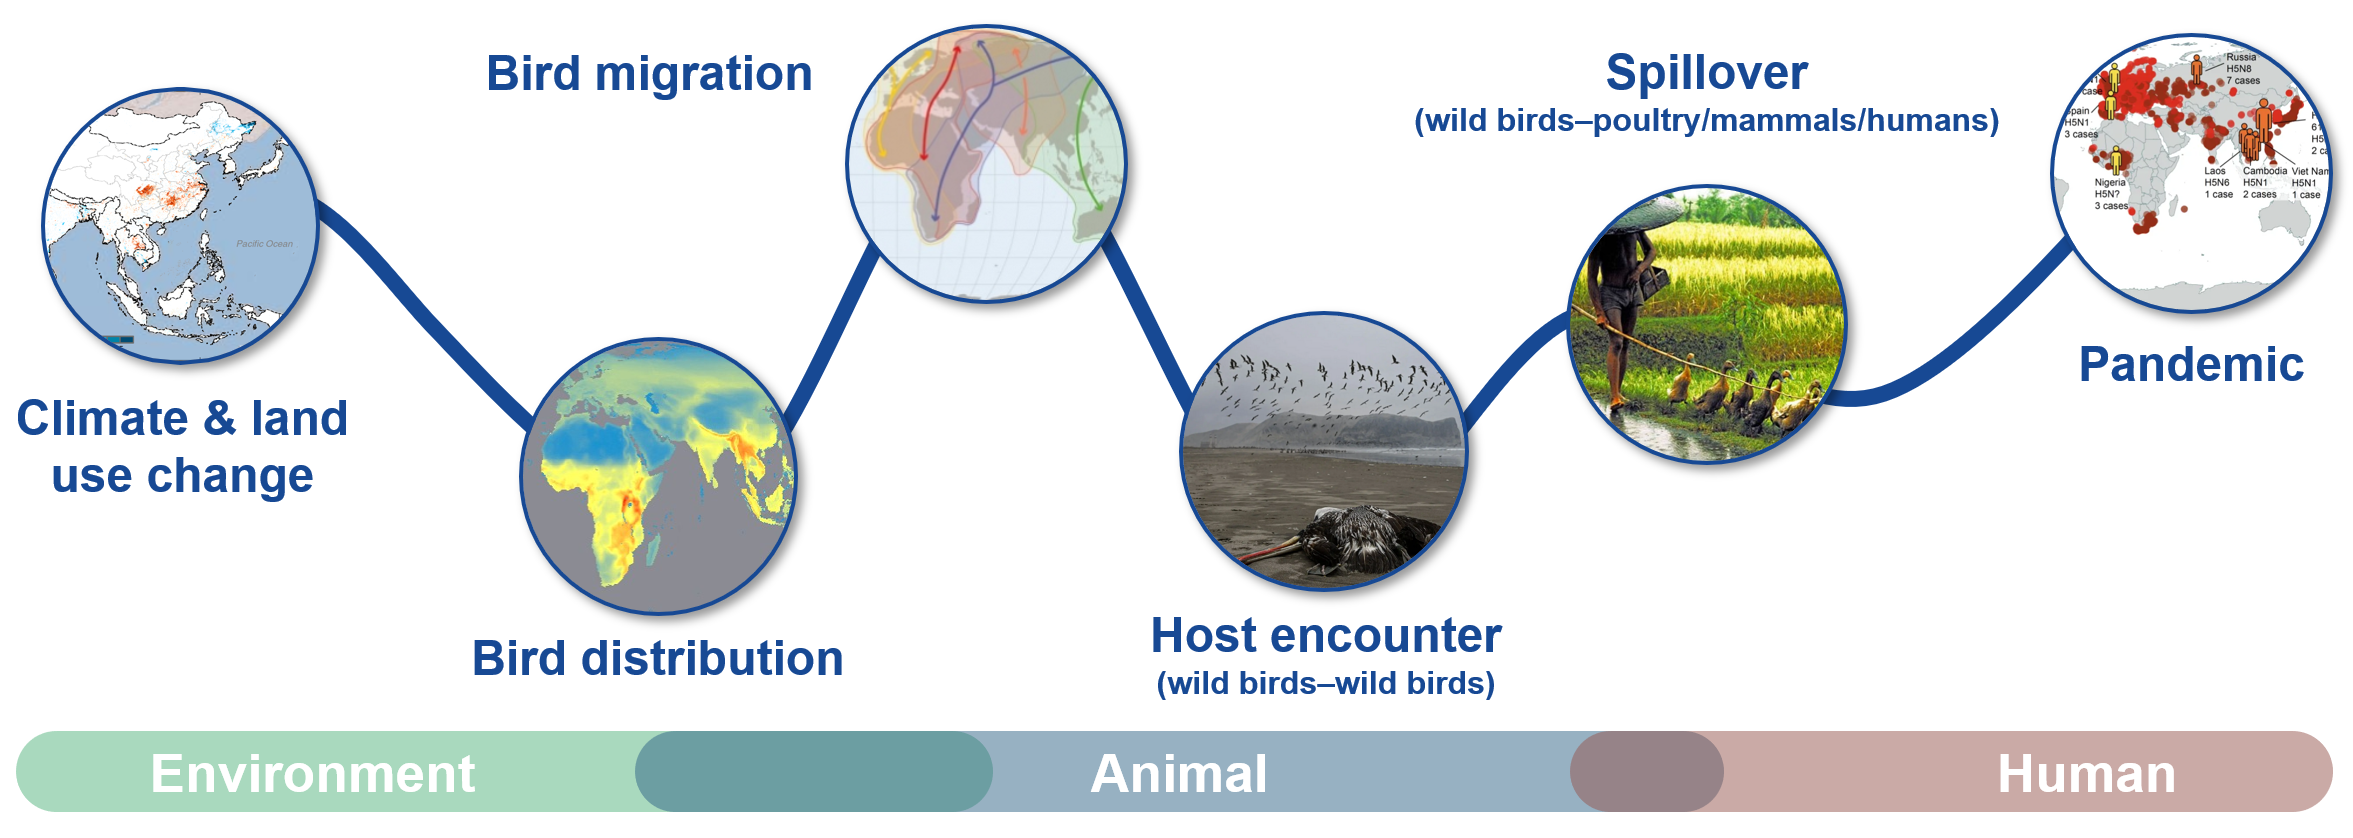 Climate & land
use change
Pacific Ocean
Bird distribution
Bird migration
Host encounter
(wild birds–wild birds)
Spillover
(wild birds–poultry/mammals/humans)
Pandemic
Russia
H5N8
7 cases
H5N1
3 cases
Nigeria
H5N?
3 cases
Laos
H5N6
1 case
Cambodia
H5N1
2 cases
Viet Nam
H5N1
1 case
Environment
Animal
Human